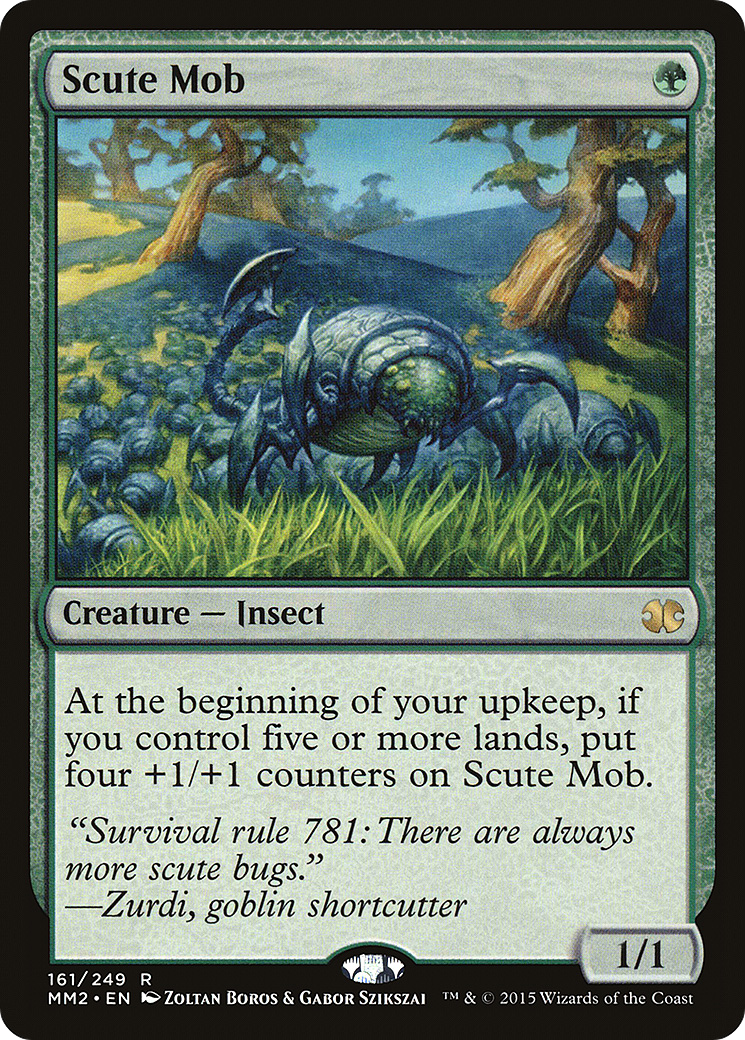 Scute Mob
Creature — Insect
At the beginning of your upkeep, if
you control five or more lands, put
four +1/+1 counters on Scute Mob.
“Survival rule 781: There are always
more scute bugs.”
—Zurdi, goblin shortcutter
1/1
161/249 R
MM2 • EN Zoltan Boros & Gabor Szikszai ™ & © 2015 Wizards of the Coast